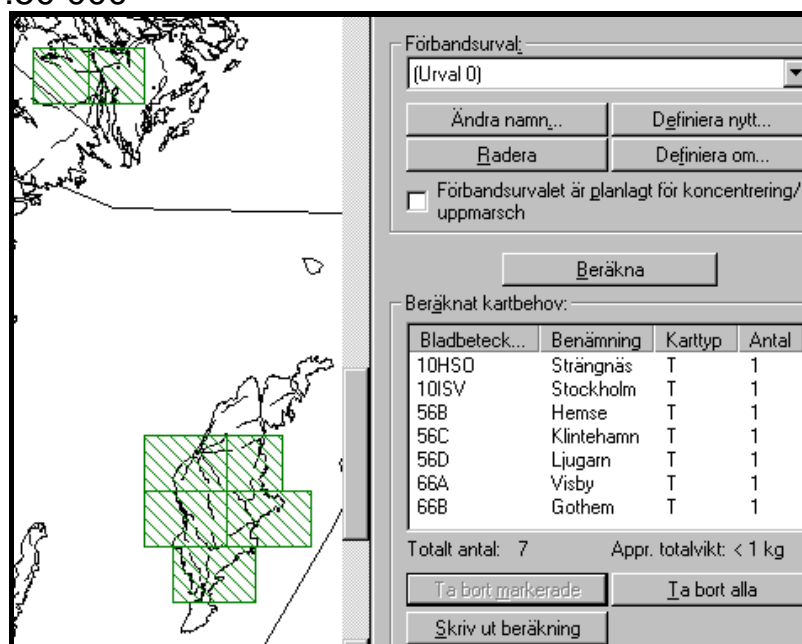 Förbandsurval:
(Urval 0)
Ändra namn...
Definiera nytt...
Radera
Definiera om...
Förbandsurvalet är planlagt för koncentrering/
uppmarsch
Beräkna
Beräknat kartbehov:
Bladbeteck... Benämning Karttyp Antal
10HSO Strängnäs T 1
10ISV Stockholm T 1
56B Hemse T 1
56C Klintehamn T 1
56D Ljugarn T 1
66A Visby T 1
66B Gothem T 1
Totalt antal: 7 Appr. totalvikt: < 1 kg
Ta bort markerade
Ta bort alla
Skriv ut beräkning